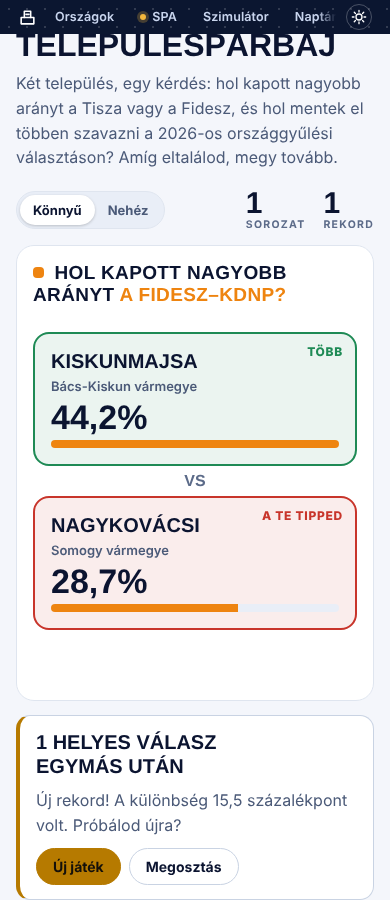 Országok SPA Szimulátor Naptár
TELEPÜLÉSPÁRBAJ
Két település, egy kérdés: hol kapott nagyobb
arányt a Tisza vagy a Fidesz, és hol mentek el
többen szavazni a 2026-os országgyűlési
választáson? Amíg eltalálod, megy tovább.
Könnyű Nehéz
1 1
SOROZAT REKORD
HOL KAPOTT NAGYOBB
ARÁNYT A FIDESZ–KDNP?
TÖBB
KISKUNMAJSA
Bács-Kiskun vármegye
44,2%
VS
A TE TIPPED
NAGYKOVÁCSI
Somogy vármegye
28,7%
1 HELYES VÁLASZ
EGYMÁS UTÁN
Új rekord! A különbség 15,5 százalékpont
volt. Próbálod újra?
Új játék Megosztás